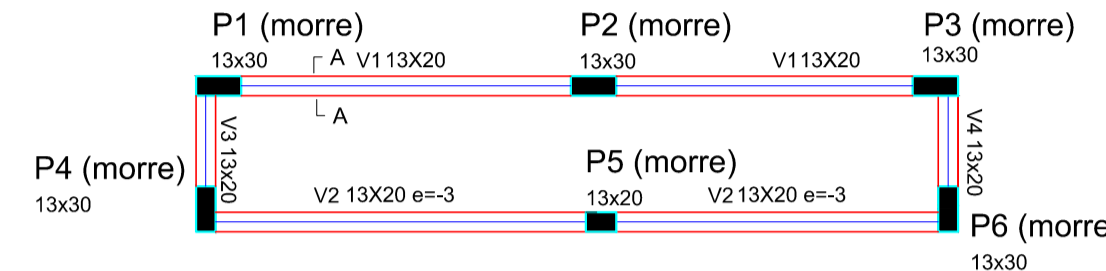 P1 (morre)
13x30
A
V1 13X20
P2 (morre)
13x30
V1 13X20
P3 (morre)
13x30
A
V3 13x20
V4 13x20
P4 (morre)
13x30
V2 13X20 e=-3
P5 (morre)
13x20
V2 13X20 e=-3
P6 (morre
13x30